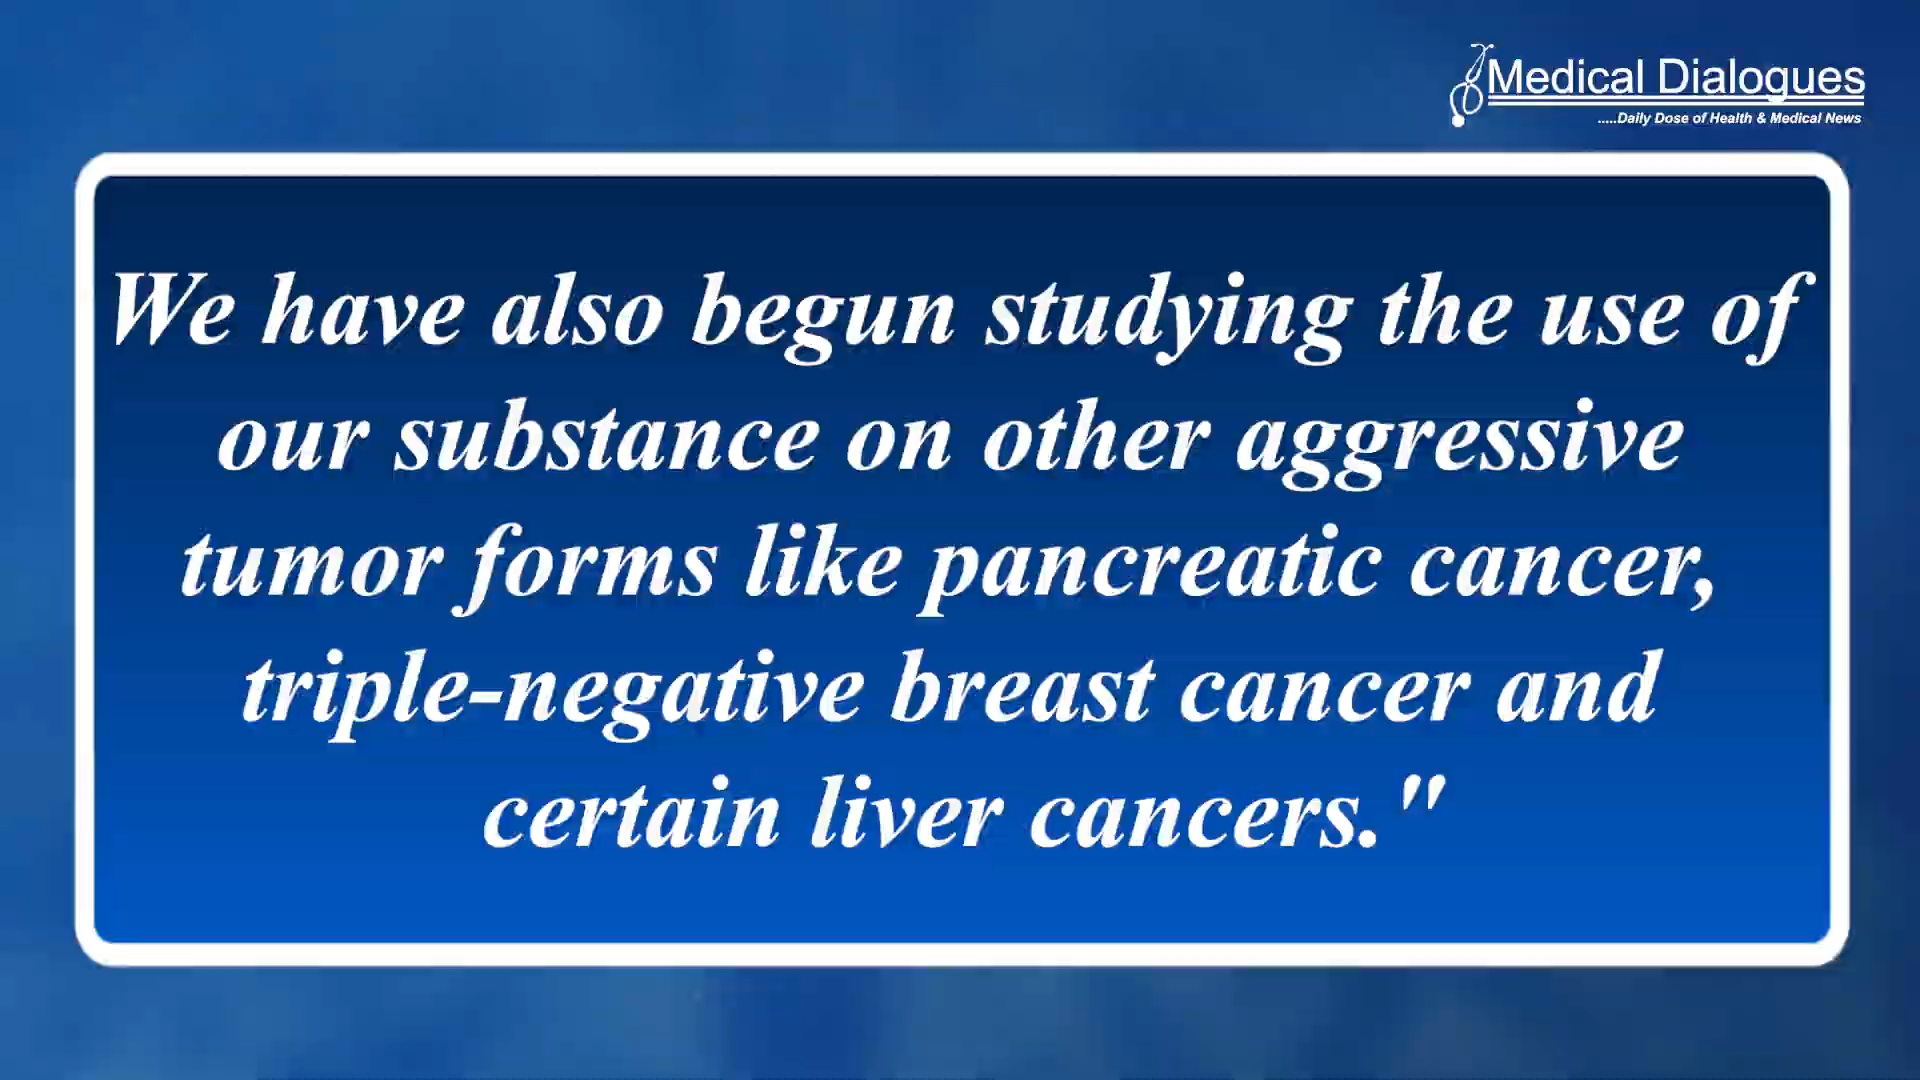 Medical Dialogues
.....Daily Dose of Health & Medical News
We have also begun studying the use of
our substance on other aggressive
tumor forms like pancreatic cancer,
triple-negative breast cancer and
certain liver cancers."